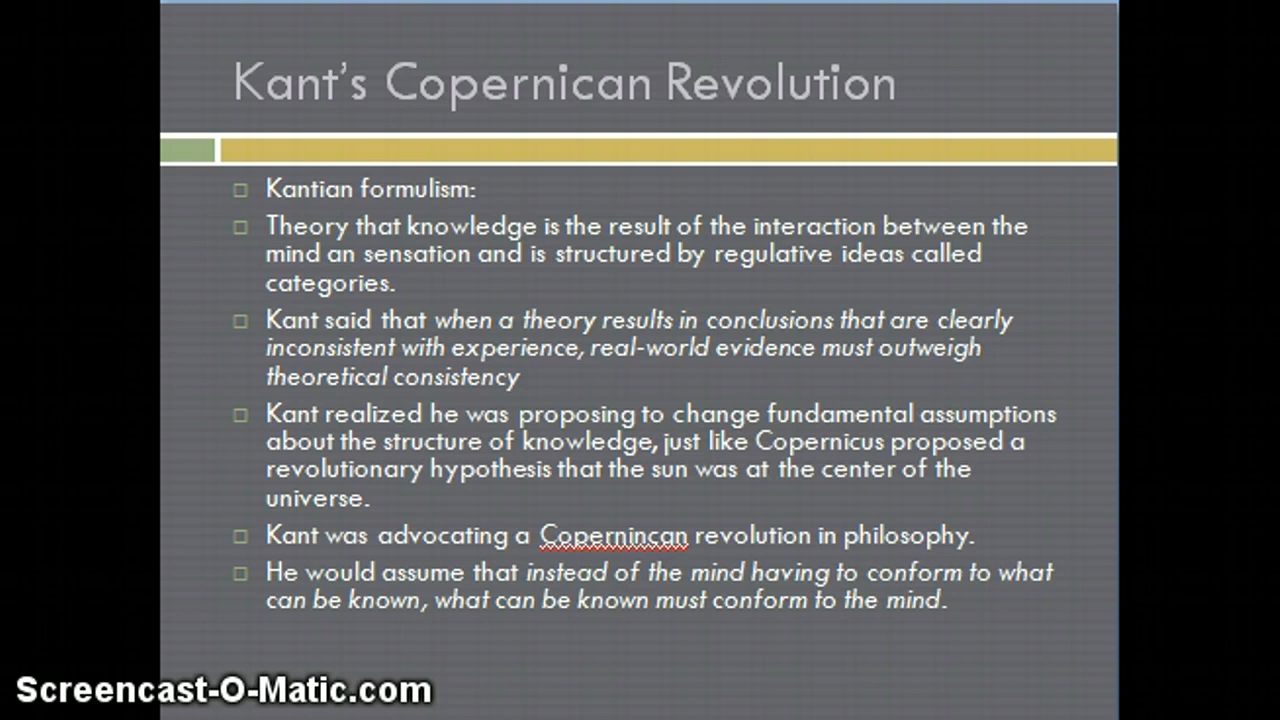 Kant's Copernican Revolution
Kantian formulism:
Theory that knowledge is the result of the interaction between the
mind an sensation and is structured by regulative ideas called
categories.
Kant said that when a theory results in conclusions that are clearly
inconsistent with experience, real-world evidence must outweigh
theoretical consistency
Kant realized he was proposing to change fundamental assumptions
about the structure of knowledge, just like Copernicus proposed a
revolutionary hypothesis that the sun was at the center of the
universe.
Kant was advocating a Copernincan revolution in philosophy.
He would assume that instead of the mind having to conform to what
can be known, what can be known must conform to the mind.
Screencast-O-Matic.com